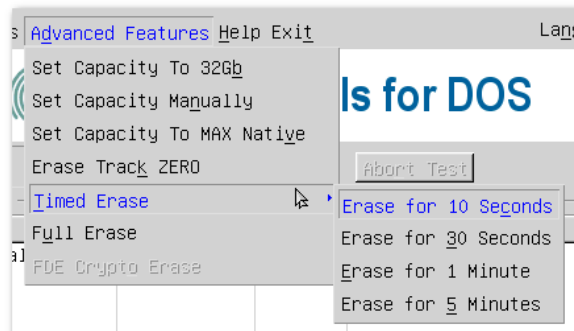 s Advanced Features Help Exit Lan
Set Capacity To 32Gb
Set Capacity Manually
ls for DOS
Set Capacity To MAX Native
Erase Track ZERO
Abort Test
Timed Erase
Erase for 10 Seconds
Full Erase
Erase for 30 Seconds
al
FDE Crypto Erase
Erase for 1 Minute
Erase for 5 Minutes